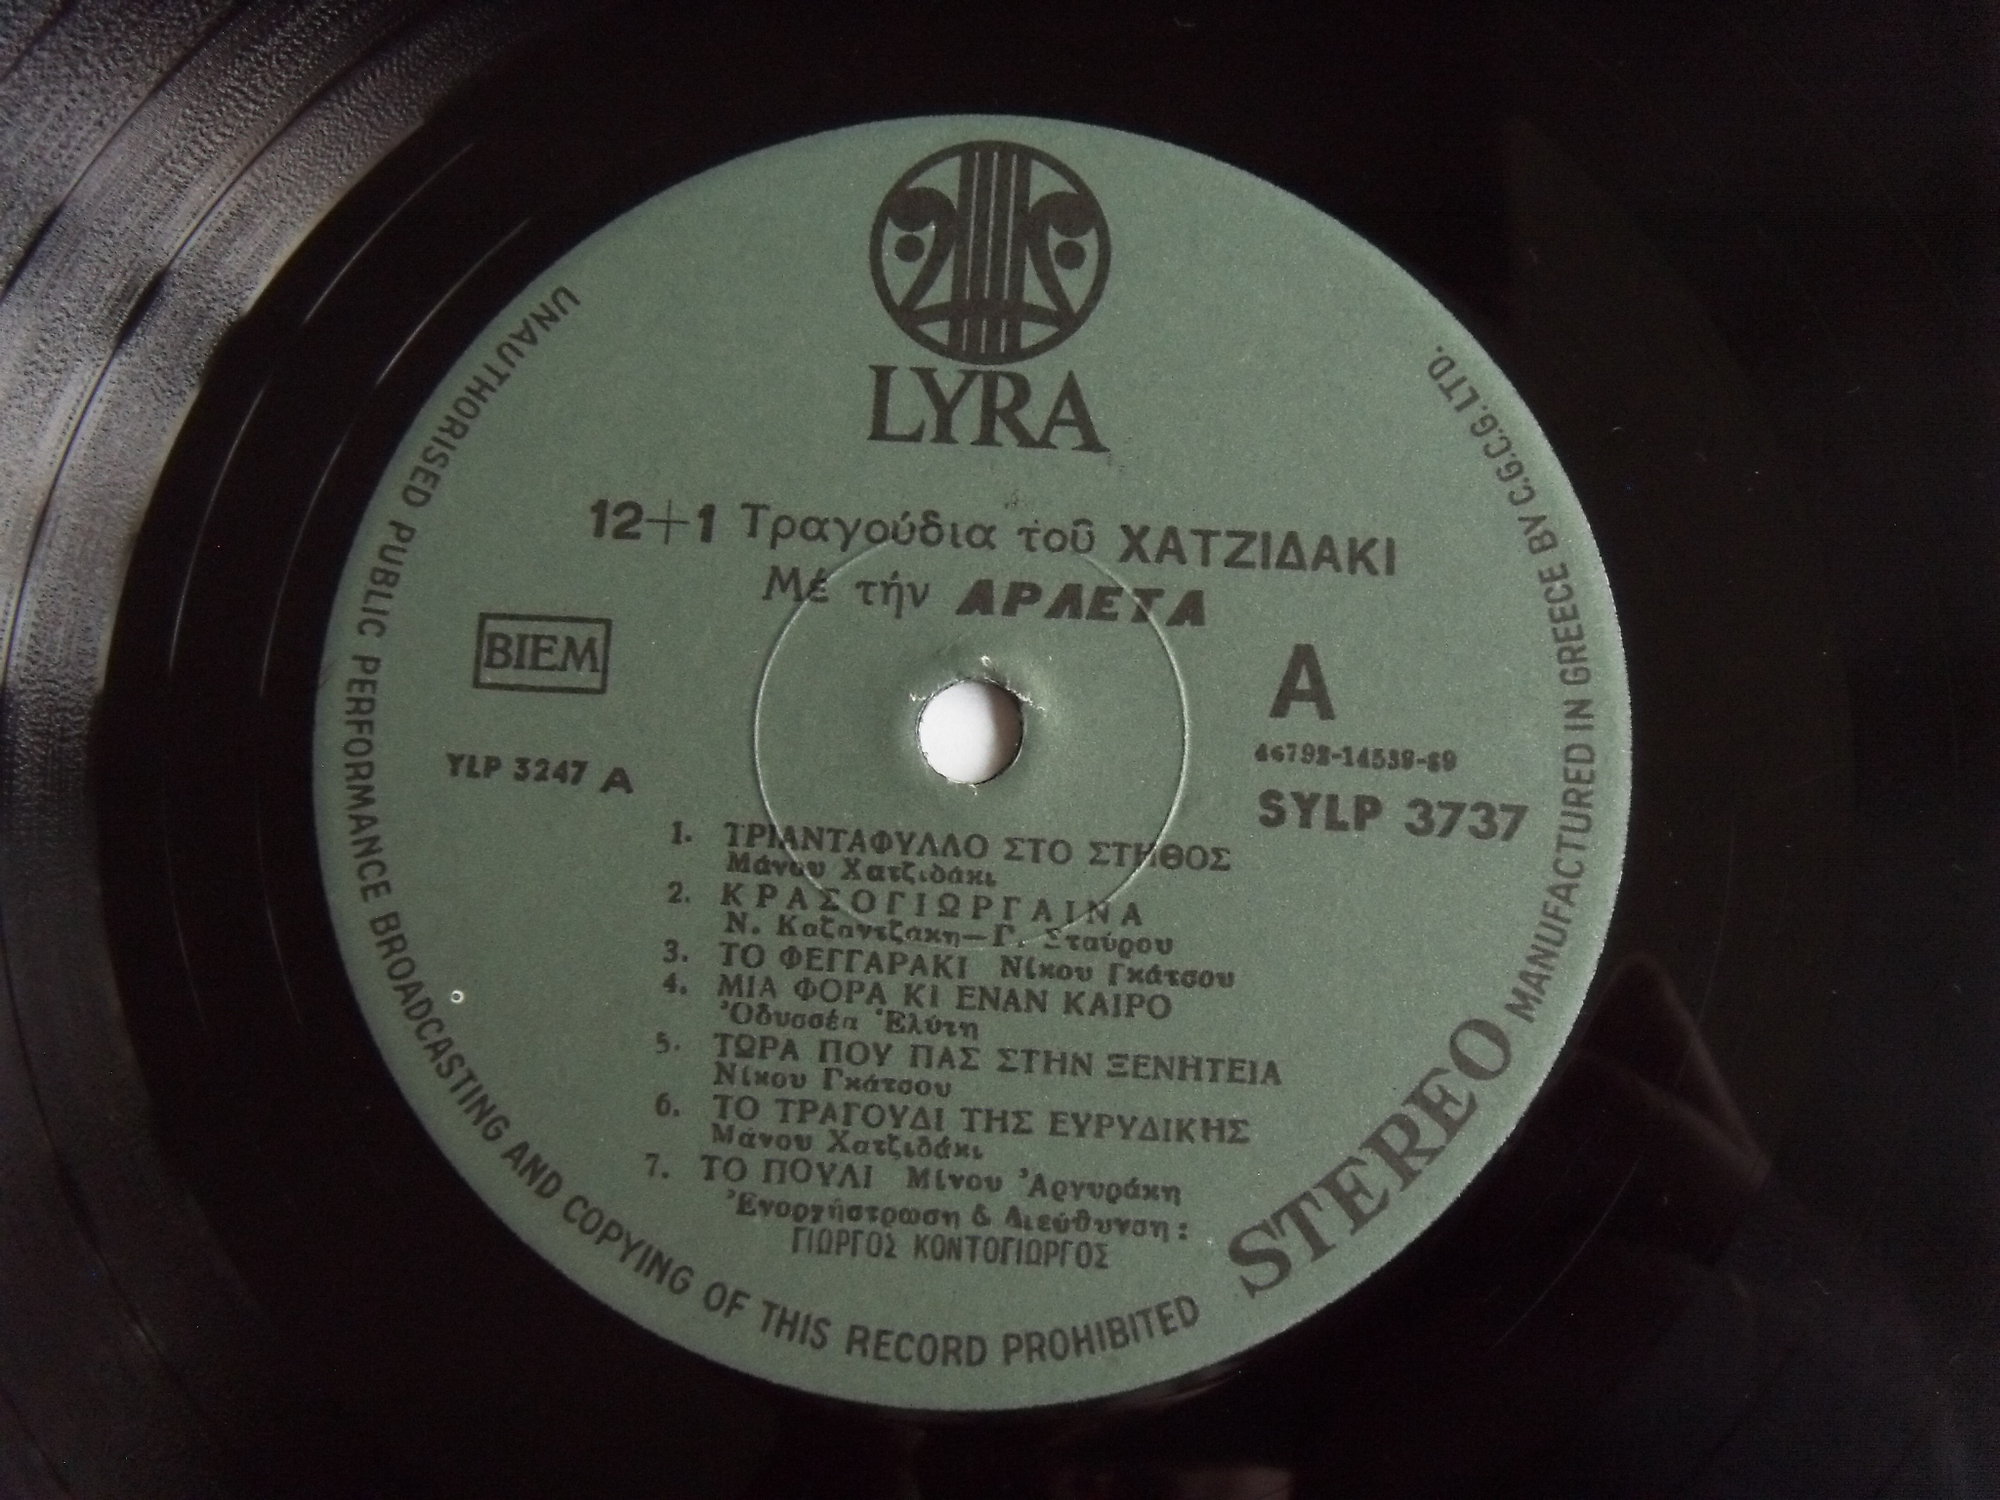 LYRA
12+1 Τραγούδια τοῦ ΧΑΤΖΙΔΑΚΙ
Μέ τήν ΑΡΛΕΤΑ
BIEM
A
YLP 3247 A
SYLP 3737
1. ΤΡΙΑΝΤΑΦΥΛΛΟ ΣΤΟ ΣΤΗΘΟΣ
Μάνου Χατζιδάκι
2. ΚΡΑΣΟΓΙΩΡΓΑΙΝΑ
Ν. Καζαντζακη—Γ. Σταύρου
3. ΤΟ ΦΕΓΓΑΡΑΚΙ Νίκου Γκάτσου
4. ΜΙΑ ΦΟΡΑ ΚΙ ΕΝΑΝ ΚΑΙΡΟ
Ὀδυσσέα Ἐλύτη
5. ΤΩΡΑ ΠΟΥ ΠΑΣ ΣΤΗΝ ΞΕΝΗΤΕΙΑ
Νίκου Γκάτσου
6. ΤΟ ΤΡΑΓΟΥΔΙ ΤΗΣ ΕΥΡΥΔΙΚΗΣ
Μάνου Χατζιδάκι
7. ΤΟ ΠΟΥΛΙ Μίνου Ἀργυράκη
Ἐνορχήστρωση & Διεύθυνση:
ΓΙΩΡΓΟΣ ΚΟΝΤΟΓΙΩΡΓΟΣ
STEREO
UNAUTHORISED PUBLIC PERFORMANCE BROADCASTING AND COPYING OF THIS RECORD PROHIBITED
MANUFACTURED IN GREECE BY C.G.C.G. LTD.